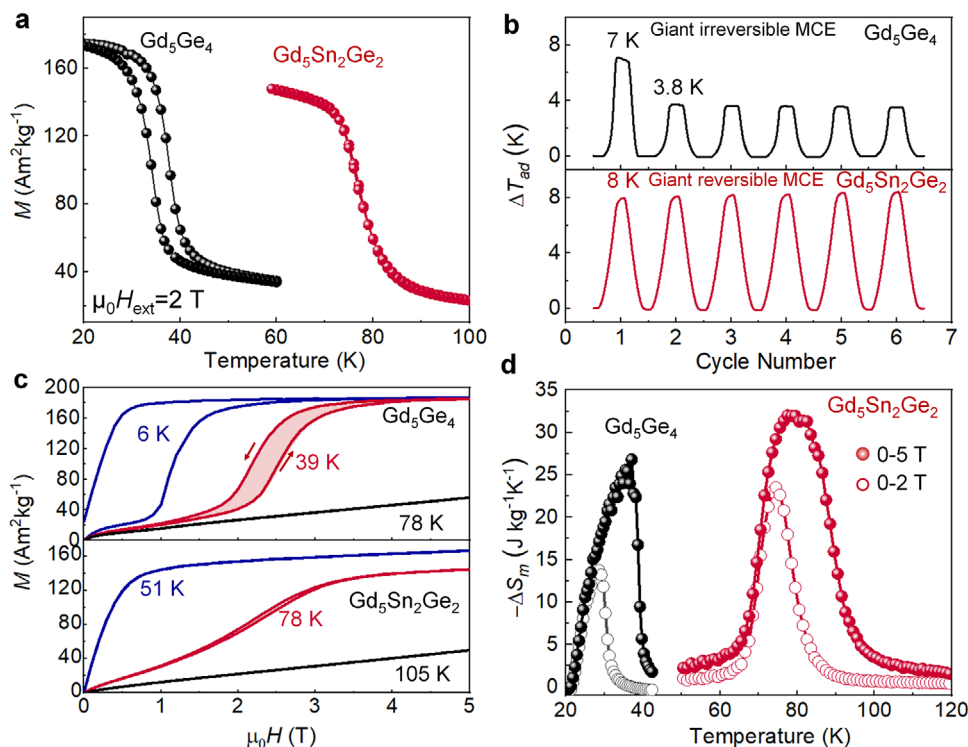 a
Gd₅Ge₄
Gd₅Sn₂Ge₂
μ₀Hₑₓₜ=2 T
M (Am²kg⁻¹)
160
120
80
40
20
40
60
80
100
Temperature (K)
b
Giant irreversible MCE
Gd₅Ge₄
7 K
3.8 K
8 K
Giant reversible MCE
Gd₅Sn₂Ge₂
ΔT_ad (K)
8
4
0
8
4
0
0
1
2
3
4
5
6
7
Cycle Number
c
Gd₅Ge₄
6 K
39 K
78 K
51 K
Gd₅Sn₂Ge₂
78 K
105 K
M (Am²kg⁻¹)
200
160
120
80
40
0
160
120
80
40
0
0
1
2
3
4
5
μ₀H (T)
d
Gd₅Ge₄
Gd₅Sn₂Ge₂
0-5 T
0-2 T
−ΔSₘ (J kg⁻¹K⁻¹)
35
30
25
20
15
10
5
0
20
40
60
80
100
120
Temperature (K)